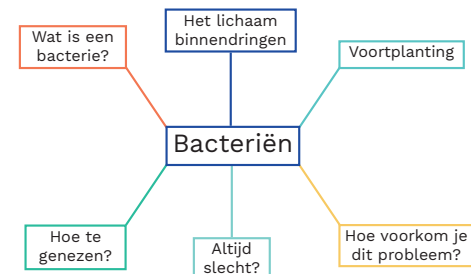 Het lichaam
binnendringen
Wat is een
bacterie?
Voortplanting
Bacteriën
Hoe te
genezen?
Altijd
slecht?
Hoe voorkom je
dit probleem?